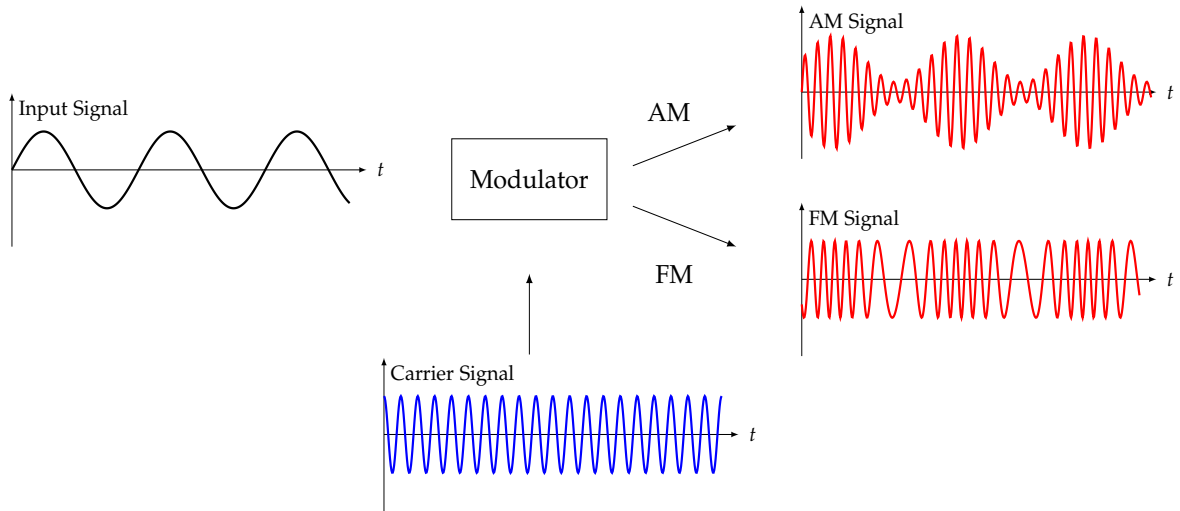 Input Signal
t
Modulator
AM
FM
AM Signal
t
FM Signal
t
Carrier Signal
t